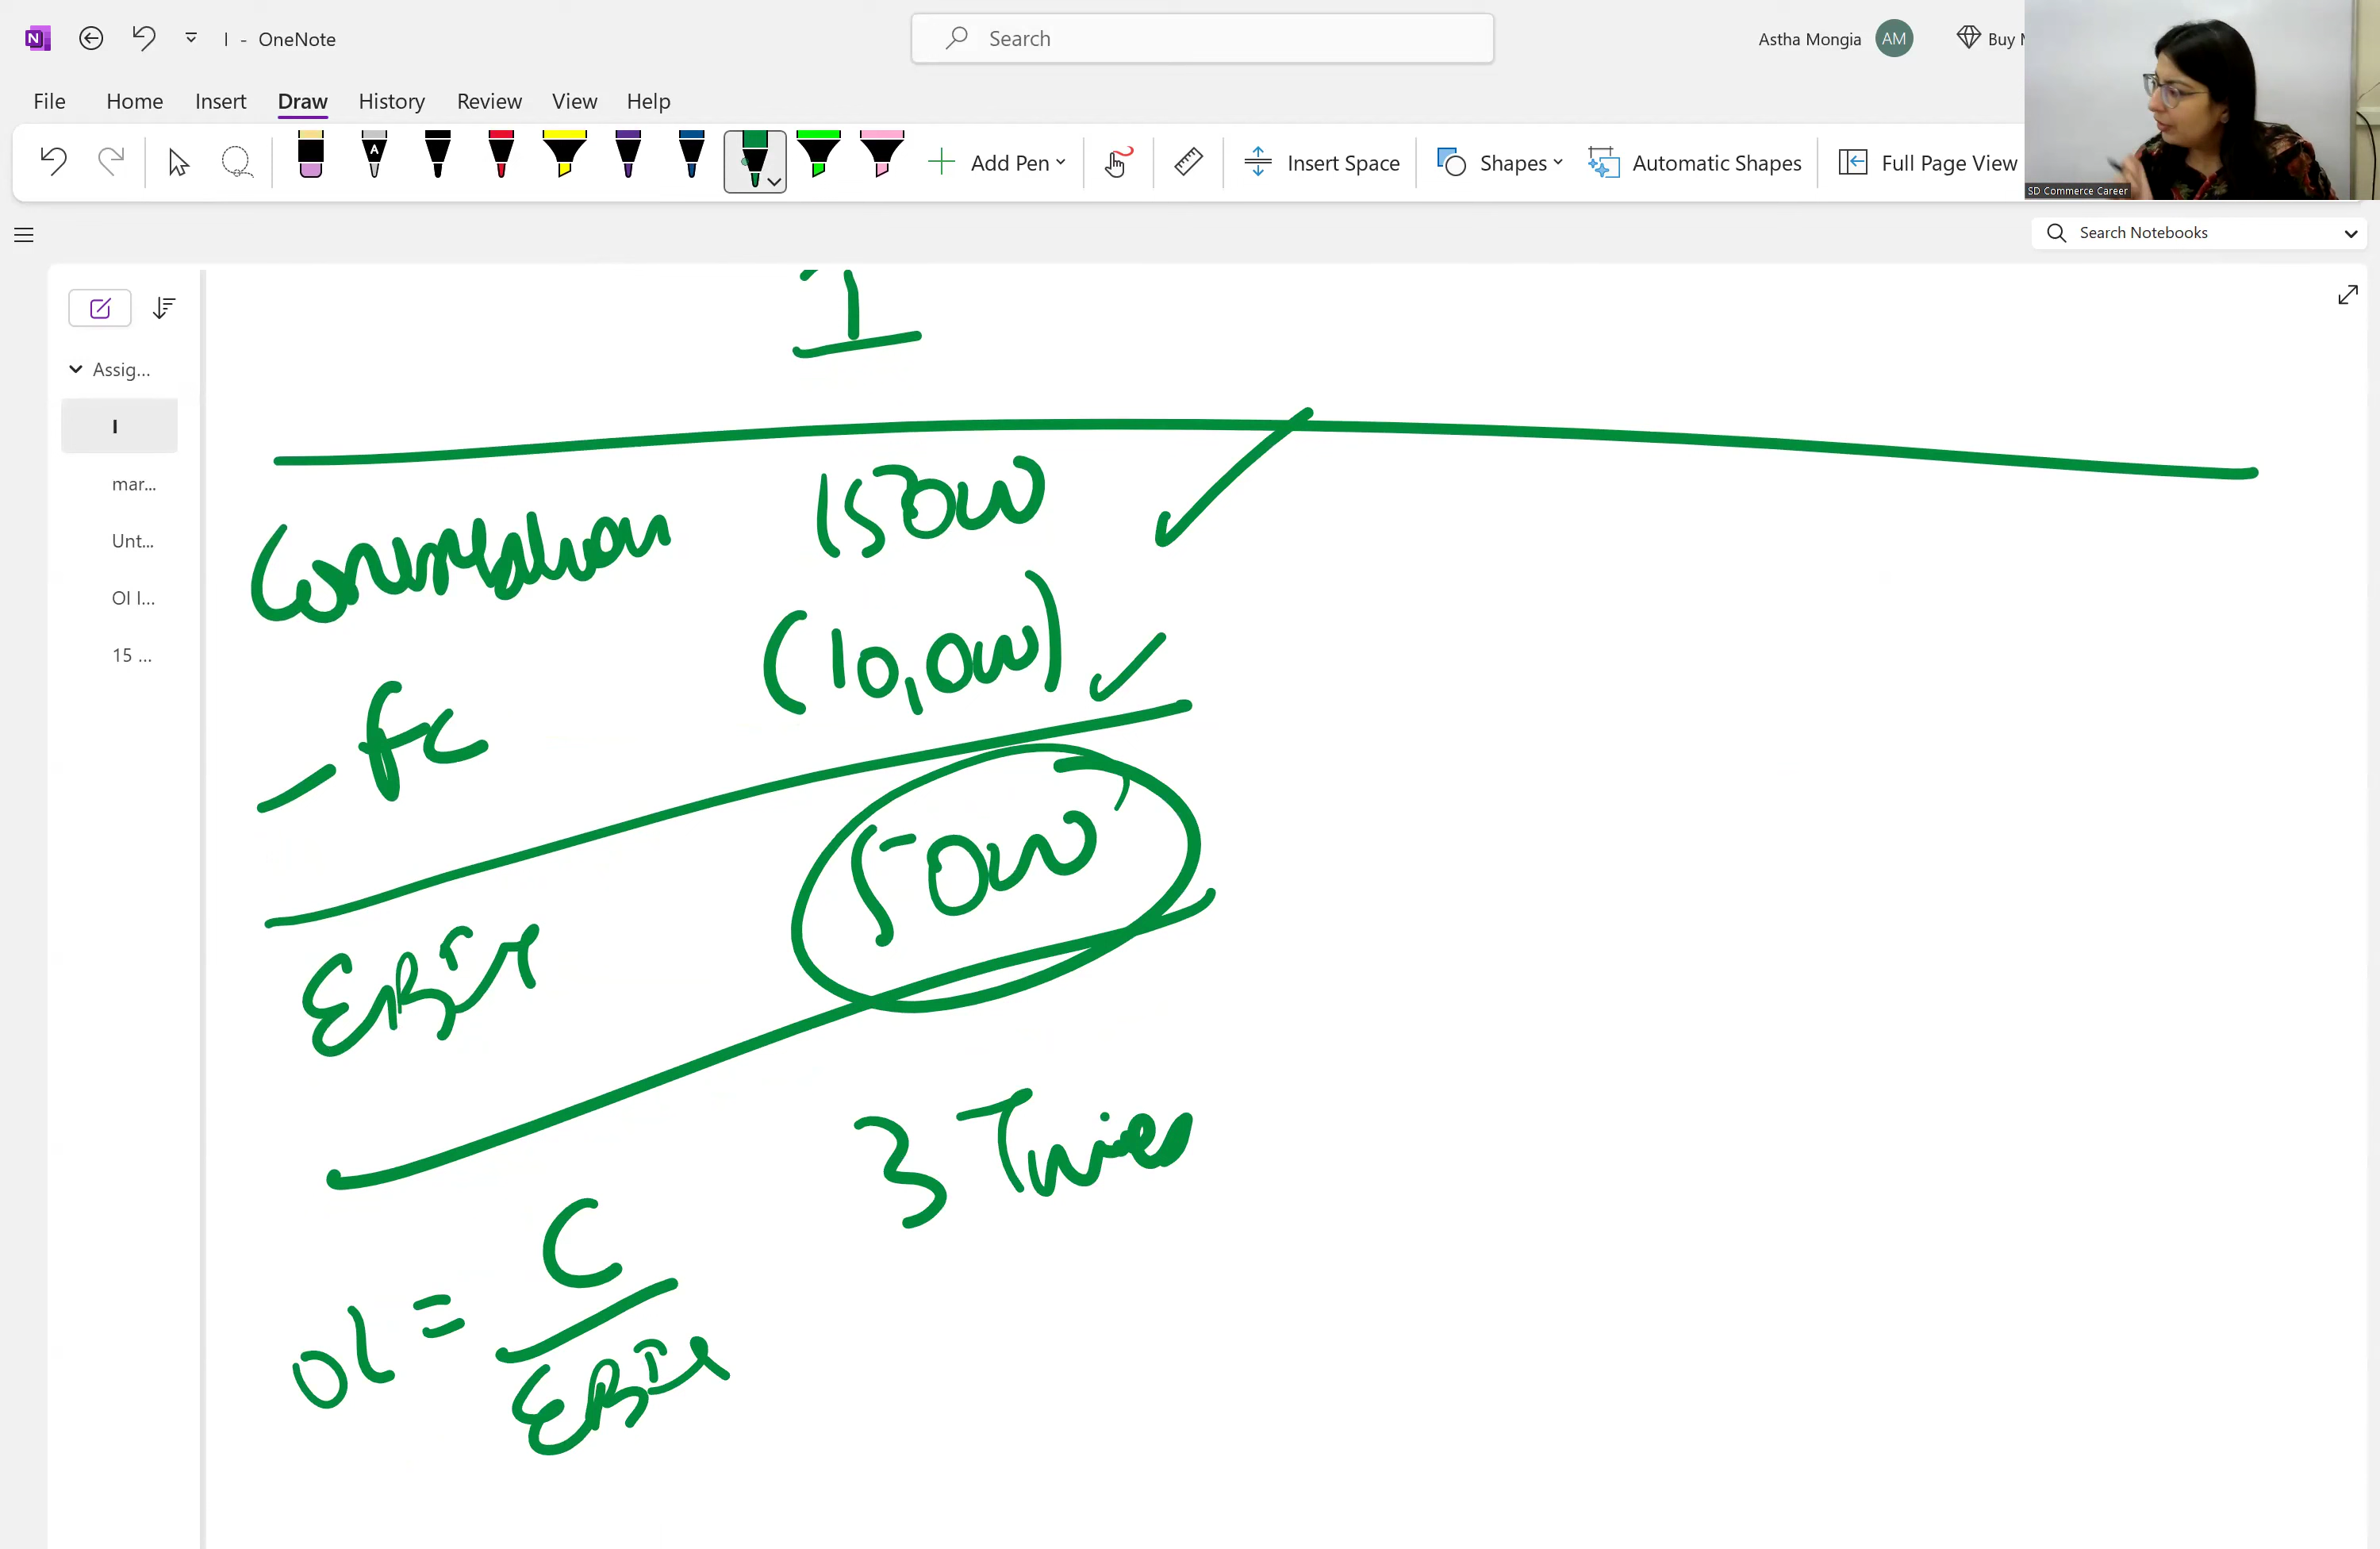 I - OneNote
Search
Astha Mongia AM Buy
File Home Insert Draw History Review View Help
A Add Pen Insert Space Shapes Automatic Shapes Full Page View
SD Commerce Career
Search Notebooks
Assig...
I
mar...
Unt...
OI I...
15 ...
I
Contribution 15000
- FC (10,000)
EBIT 5000
3 Times
OL = C
EBIT